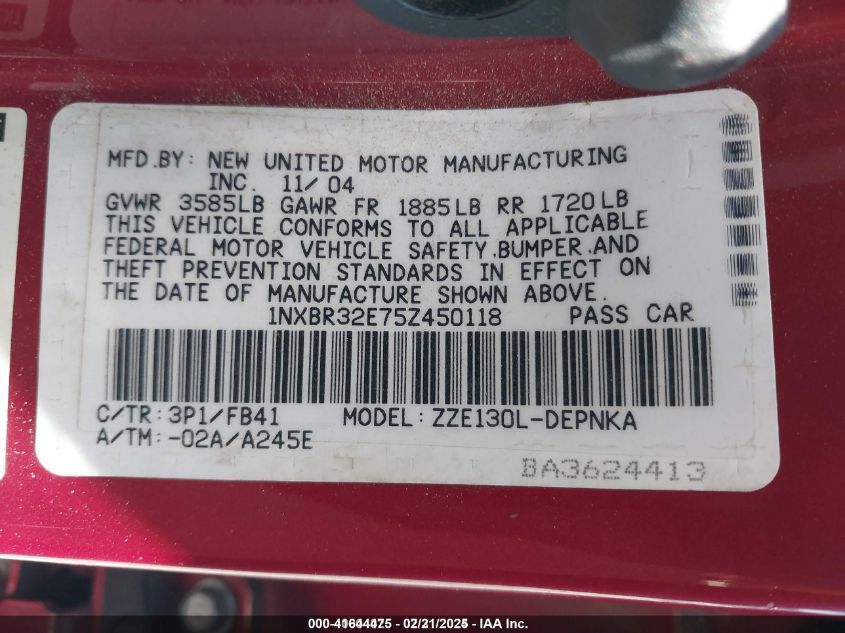 MFD.BY: NEW UNITED MOTOR MANUFACTURING
INC. 11/04
GVWR 3585LB GAWR FR 1885LB RR 1720LB
THIS VEHICLE CONFORMS TO ALL APPLICABLE
FEDERAL MOTOR VEHICLE SAFETY, BUMPER, AND
THEFT PREVENTION STANDARDS IN EFFECT ON
THE DATE OF MANUFACTURE SHOWN ABOVE.
1NXBR32E75Z450118 PASS CAR
C/TR: 3P1/FB41 MODEL: ZZE130L-DEPNKA
A/TM: -02A/A245E
BA3624413
02/21/2025 - IAA Inc.